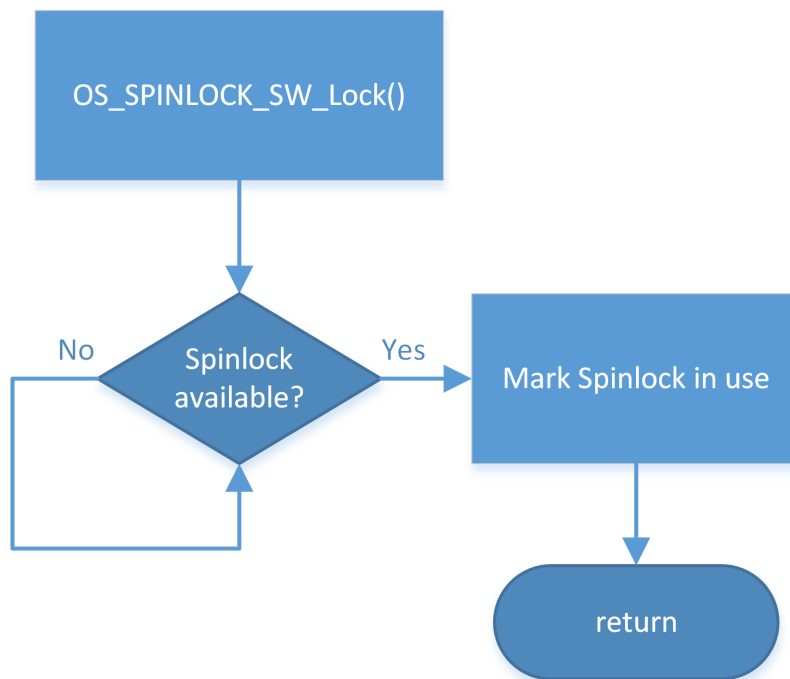 OS_SPINLOCK_SW_Lock()
No
Spinlock
available?
Yes
Mark Spinlock in use
return